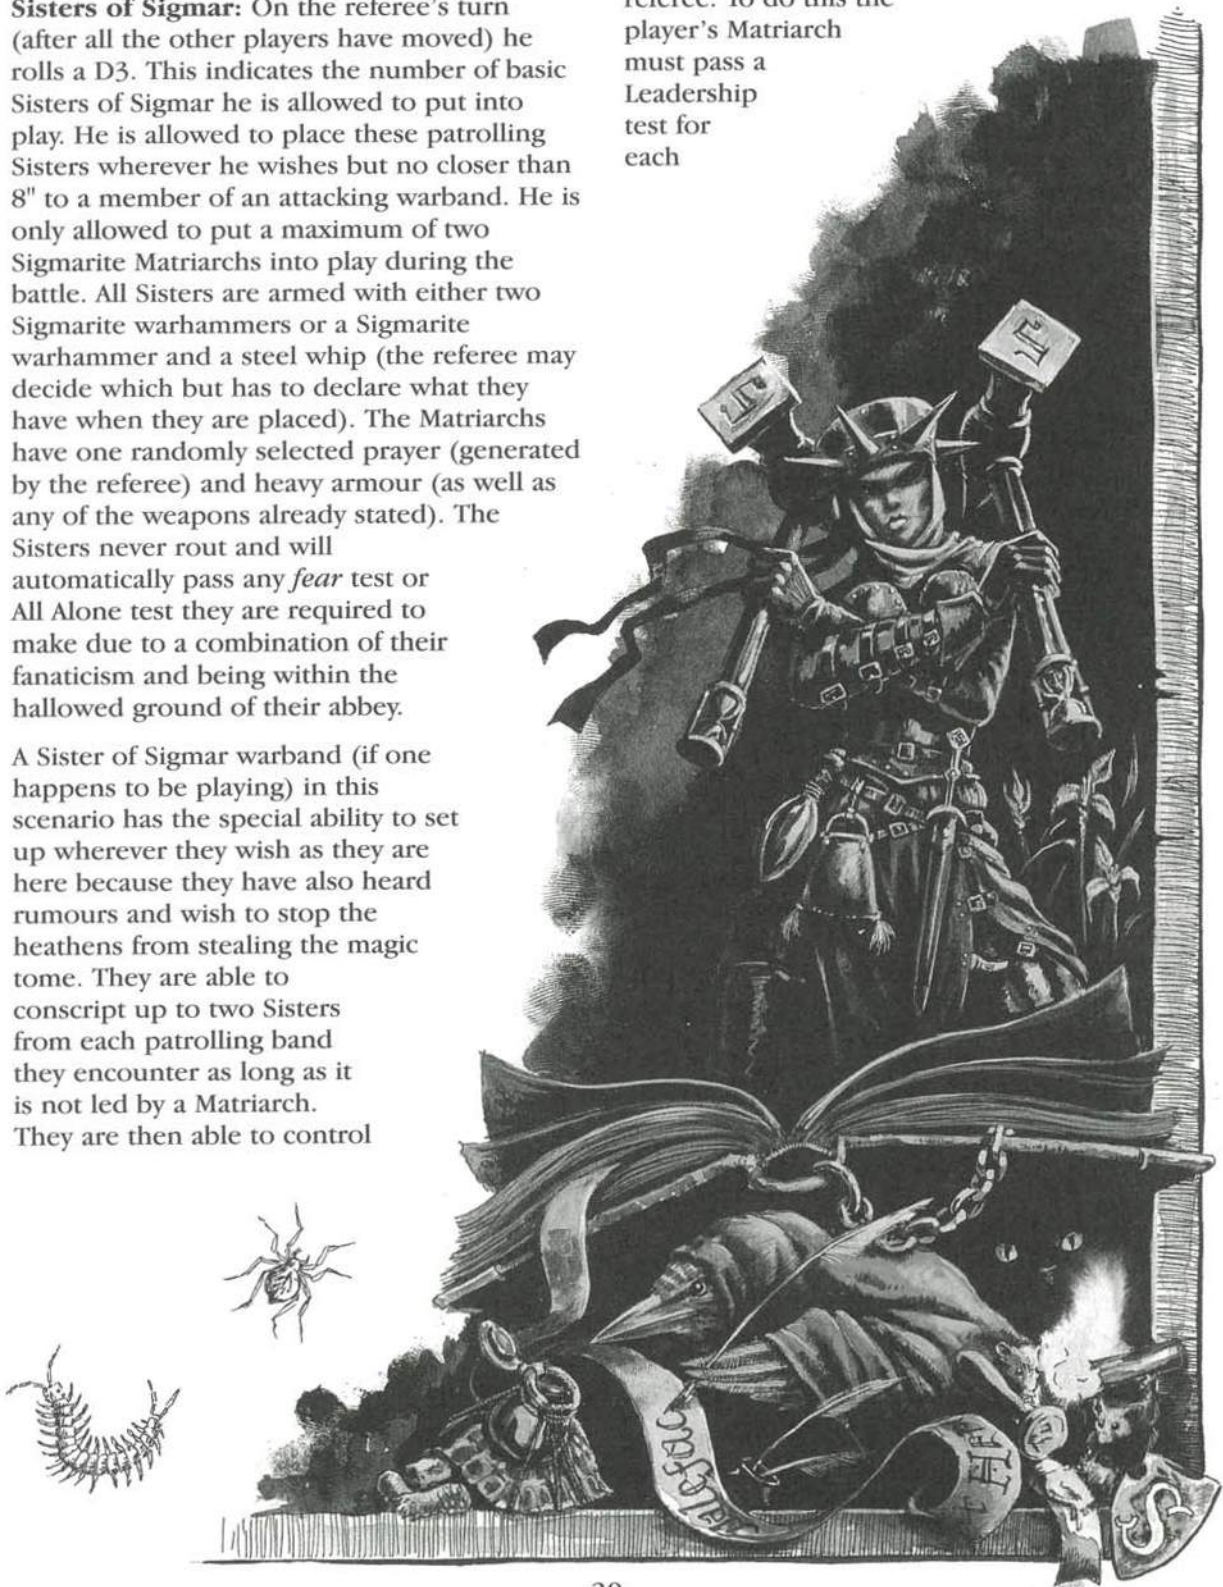 Sisters of Sigmar: On the referee's turn
(after all the other players have moved) he
rolls a D3. This indicates the number of basic
Sisters of Sigmar he is allowed to put into
play. He is allowed to place these patrolling
Sisters wherever he wishes but no closer than
8" to a member of an attacking warband. He is
only allowed to put a maximum of two
Sigmarite Matriarchs into play during the
battle. All Sisters are armed with either two
Sigmarite warhammers or a Sigmarite
warhammer and a steel whip (the referee may
decide which but has to declare what they
have when they are placed). The Matriarchs
have one randomly selected prayer (generated
by the referee) and heavy armour (as well as
any of the weapons already stated). The
Sisters never rout and will
automatically pass any fear test or
All Alone test they are required to
make due to a combination of their
fanaticism and being within the
hallowed ground of their abbey.
A Sister of Sigmar warband (if one
happens to be playing) in this
scenario has the special ability to set
up wherever they wish as they are
here because they have also heard
rumours and wish to stop the
heathens from stealing the magic
tome. They are able to
conscript up to two Sisters
from each patrolling band
they encounter as long as it
is not led by a Matriarch.
They are then able to control
referee. To do this the
player's Matriarch
must pass a
Leadership
test for
each
S